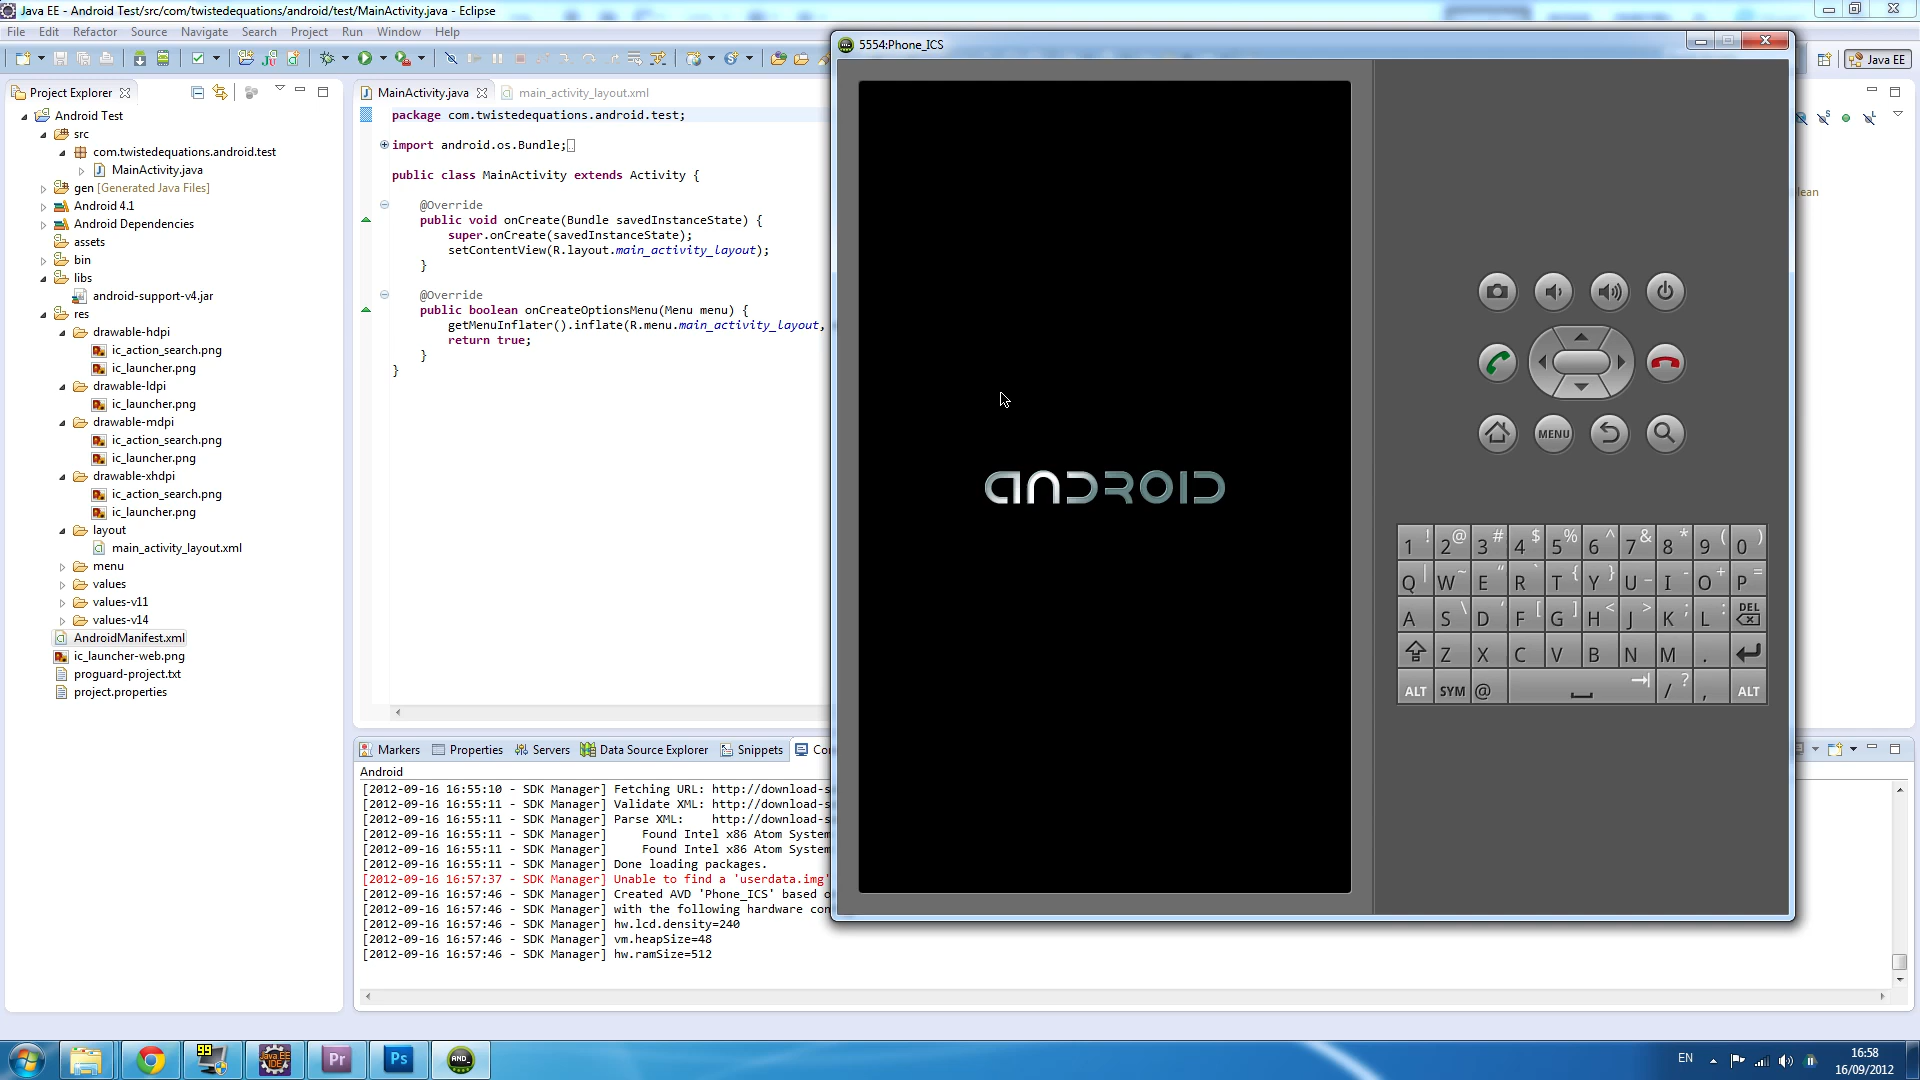 Java EE - Android Test/src/com/twistedequations/android/test/MainActivity.java - Eclipse
File Edit Refactor Source Navigate Search Project Run Window Help
Java EE
Project Explorer
Android Test
src
com.twistedequations.android.test
MainActivity.java
gen [Generated Java Files]
Android 4.1
Android Dependencies
assets
bin
libs
android-support-v4.jar
res
drawable-hdpi
ic_action_search.png
ic_launcher.png
drawable-ldpi
ic_launcher.png
drawable-mdpi
ic_action_search.png
ic_launcher.png
drawable-xhdpi
ic_action_search.png
ic_launcher.png
layout
main_activity_layout.xml
menu
values
values-v11
values-v14
AndroidManifest.xml
ic_launcher-web.png
proguard-project.txt
project.properties
MainActivity.java main_activity_layout.xml
package com.twistedequations.android.test;
import android.os.Bundle;
public class MainActivity extends Activity {
@Override
public void onCreate(Bundle savedInstanceState) {
super.onCreate(savedInstanceState);
setContentView(R.layout.main_activity_layout);
}
@Override
public boolean onCreateOptionsMenu(Menu menu) {
getMenuInflater().inflate(R.menu.main_activity_layout,
return true;
}
}
Markers Properties Servers Data Source Explorer Snippets Co
Android
[2012-09-16 16:55:10 - SDK Manager] Fetching URL: http://download-s
[2012-09-16 16:55:11 - SDK Manager] Validate XML: http://download-s
[2012-09-16 16:55:11 - SDK Manager] Parse XML: http://download-s
[2012-09-16 16:55:11 - SDK Manager] Found Intel x86 Atom System
[2012-09-16 16:55:11 - SDK Manager] Found Intel x86 Atom System
[2012-09-16 16:55:11 - SDK Manager] Done loading packages.
[2012-09-16 16:57:37 - SDK Manager] Unable to find a 'userdata.img'
[2012-09-16 16:57:46 - SDK Manager] Created AVD 'Phone_ICS' based o
[2012-09-16 16:57:46 - SDK Manager] with the following hardware con
[2012-09-16 16:57:46 - SDK Manager] hw.lcd.density=240
[2012-09-16 16:57:46 - SDK Manager] vm.heapSize=48
[2012-09-16 16:57:46 - SDK Manager] hw.ramSize=512
5554:Phone_ICS
ANDROID
MENU
1 ! 2 @ 3 # 4 $ 5 % 6 ^ 7 & 8 * 9 ( 0 )
Q | W ~ E " R ` T { Y } U _ I - O + P =
A S \ D ' F [ G ] H < J > K ; L : DEL
Z X C V B N M .
ALT SYM @ / ? , ALT
lean
99
Java EE IDE
Pr
Ps
AND_
EN
16:58
16/09/2012